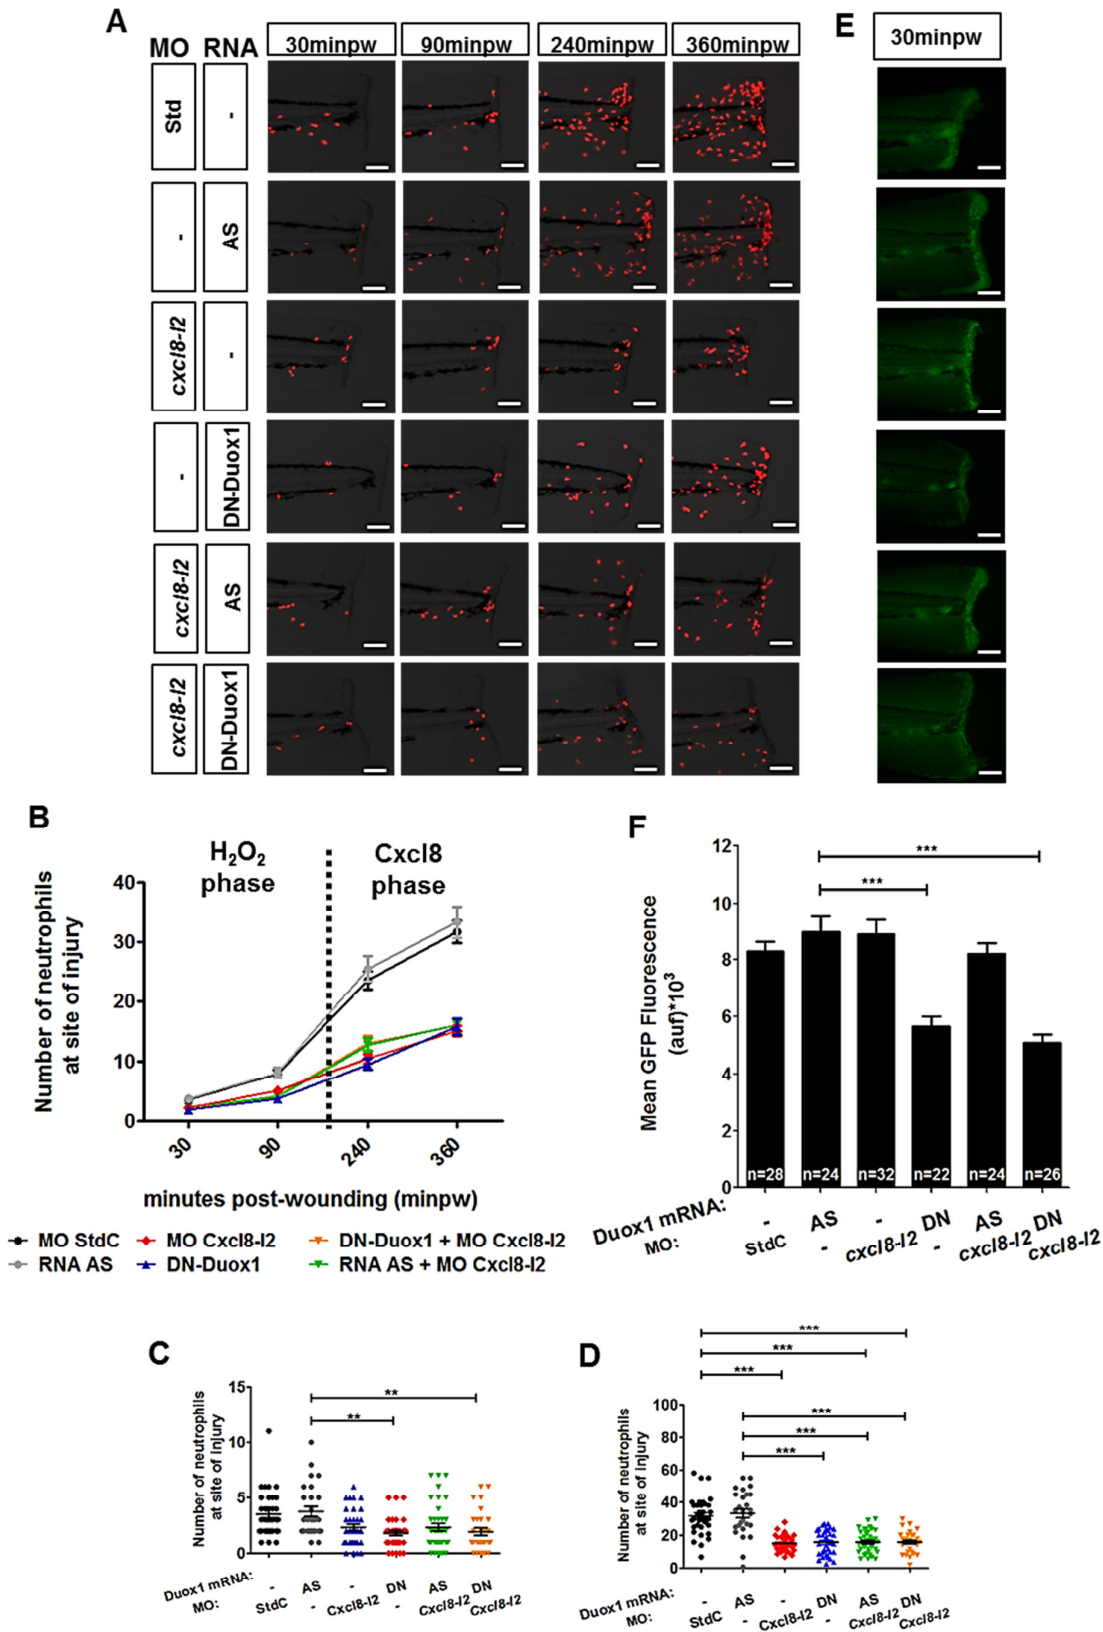 A
MO RNA
30minpw 90minpw 240minpw 360minpw
Std -
- AS
cxcl8-l2 -
- DN-Duox1
cxcl8-l2 AS
cxcl8-l2 DN-Duox1
E
30minpw
B
H2O2 phase
Cxcl8 phase
Number of neutrophils
at site of injury
40
30
20
10
0
30 90 240 360
minutes post-wounding (minpw)
MO StdC MO Cxcl8-l2 DN-Duox1 + MO Cxcl8-l2
RNA AS DN-Duox1 RNA AS + MO Cxcl8-l2
F
Mean GFP Fluorescence
(auf)*10³
12
10
8
6
4
2
0
***
***
n=28 n=24 n=32 n=22 n=24 n=26
Duox1 mRNA: - AS - DN AS DN
MO: StdC - cxcl8-l2 - cxcl8-l2 cxcl8-l2
C
Number of neutrophils
at site of injury
15
10
5
0
**
**
Duox1 mRNA: - AS - DN AS DN
MO: StdC - Cxcl8-l2 - Cxcl8-l2 Cxcl8-l2
D
***
***
***
Number of neutrophils
at site of injury
100
80
60
40
20
0
***
***
***
Duox1 mRNA: - AS - DN AS DN
MO: StdC - Cxcl8-l2 - Cxcl8-l2 Cxcl8-l2